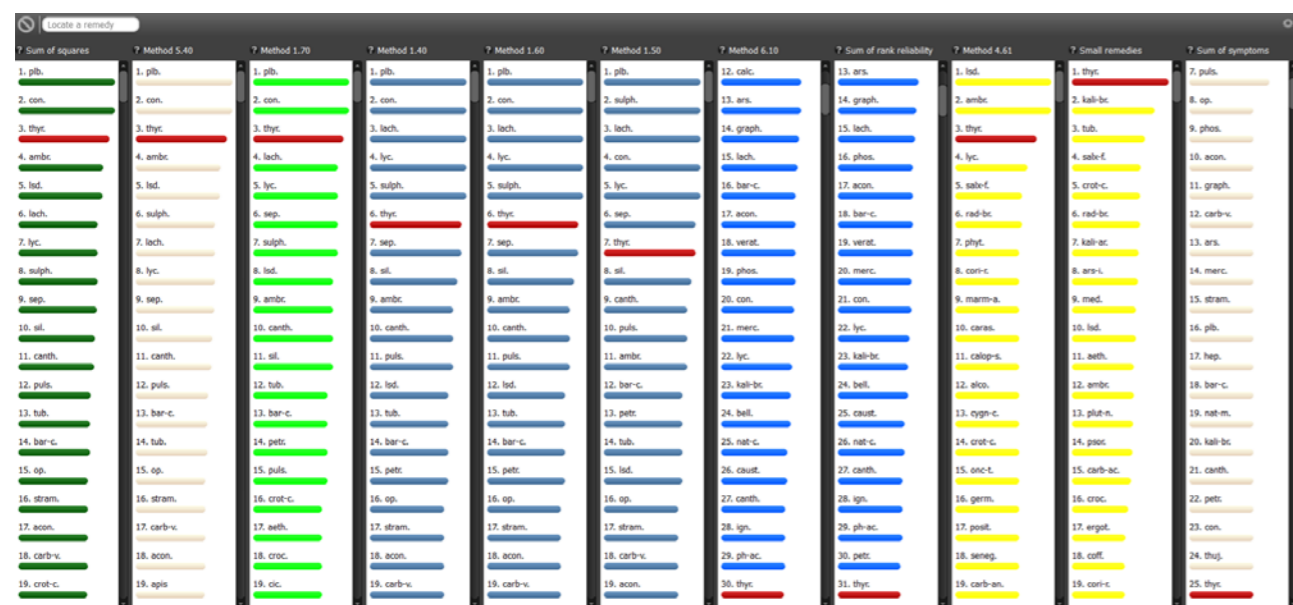 Locate a remedy
? Sum of squares
1. plb.
2. con.
3. thyr.
4. ambr.
5. lsd.
6. lach.
7. lyc.
8. sulph.
9. sep.
10. sil.
11. canth.
12. puls.
13. tub.
14. bar-c.
15. op.
16. stram.
17. acon.
18. carb-v.
19. crot-c.
? Method 5.40
1. plb.
2. con.
3. thyr.
4. ambr.
5. lsd.
6. sulph.
7. lach.
8. lyc.
9. sep.
10. sil.
11. canth.
12. puls.
13. bar-c.
14. tub.
15. op.
16. stram.
17. carb-v.
18. acon.
19. apis
? Method 1.70
1. plb.
2. con.
3. thyr.
4. lach.
5. lyc.
6. sep.
7. sulph.
8. lsd.
9. ambr.
10. canth.
11. sil.
12. tub.
13. bar-c.
14. petr.
15. puls.
16. crot-c.
17. aeth.
18. croc.
19. cic.
? Method 1.40
1. plb.
2. con.
3. lach.
4. lyc.
5. sulph.
6. thyr.
7. sep.
8. sil.
9. ambr.
10. canth.
11. puls.
12. lsd.
13. tub.
14. bar-c.
15. petr.
16. op.
17. stram.
18. acon.
19. carb-v.
? Method 1.60
1. plb.
2. con.
3. lach.
4. lyc.
5. sulph.
6. thyr.
7. sep.
8. sil.
9. ambr.
10. canth.
11. puls.
12. lsd.
13. tub.
14. bar-c.
15. petr.
16. op.
17. stram.
18. acon.
19. carb-v.
? Method 1.50
1. plb.
2. sulph.
3. lach.
4. con.
5. lyc.
6. sep.
7. thyr.
8. sil.
9. canth.
10. puls.
11. ambr.
12. bar-c.
13. petr.
14. tub.
15. lsd.
16. op.
17. stram.
18. carb-v.
19. acon.
? Method 6.10
12. calc.
13. ars.
14. graph.
15. lach.
16. bar-c.
17. acon.
18. verat.
19. phos.
20. con.
21. merc.
22. lyc.
23. kali-br.
24. bell.
25. nat-c.
26. caust.
27. canth.
28. ign.
29. ph-ac.
30. thyr.
? Sum of rank reliability
13. ars.
14. graph.
15. lach.
16. phos.
17. acon.
18. bar-c.
19. verat.
20. merc.
21. con.
22. lyc.
23. kali-br.
24. bell.
25. caust.
26. nat-c.
27. canth.
28. ign.
29. ph-ac.
30. petr.
31. thyr.
? Method 4.61
1. lsd.
2. ambr.
3. thyr.
4. lyc.
5. salx-f.
6. rad-br.
7. phyt.
8. cori-r.
9. marm-a.
10. caras.
11. calop-s.
12. alco.
13. cygn-c.
14. crot-c.
15. onc-t.
16. germ.
17. posit.
18. seneg.
19. carb-an.
? Small remedies
1. thyr.
2. kali-br.
3. tub.
4. salx-f.
5. crot-c.
6. rad-br.
7. kali-ar.
8. ars-i.
9. med.
10. lsd.
11. aeth.
12. ambr.
13. plut-n.
14. psor.
15. carb-ac.
16. croc.
17. ergot.
18. coff.
19. cori-r.
? Sum of symptoms
7. puls.
8. op.
9. phos.
10. acon.
11. graph.
12. carb-v.
13. ars.
14. merc.
15. stram.
16. plb.
17. hep.
18. bar-c.
19. nat-m.
20. kali-br.
21. canth.
22. petr.
23. con.
24. thuj.
25. thyr.